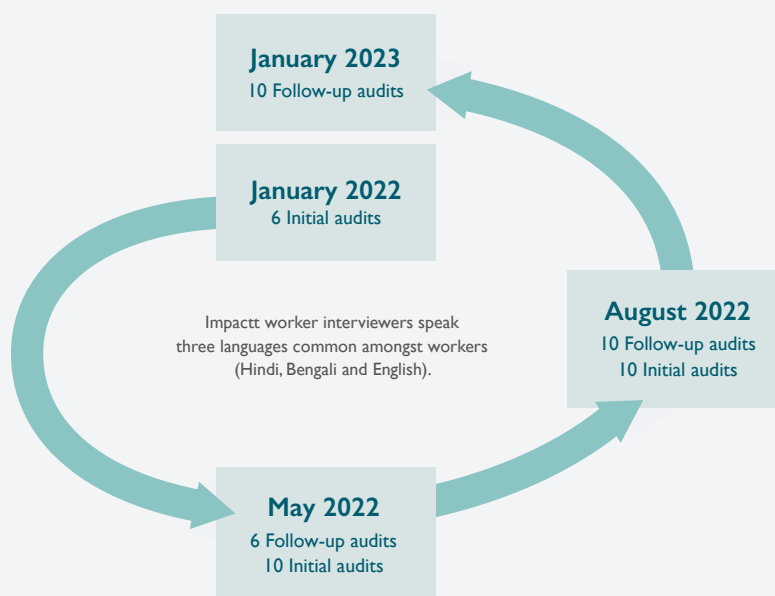 January 2023
10 Follow-up audits
January 2022
6 Initial audits
Impactt worker interviewers speak
three languages common amongst workers
(Hindi, Bengali and English).
August 2022
10 Follow-up audits
10 Initial audits
May 2022
6 Follow-up audits
10 Initial audits